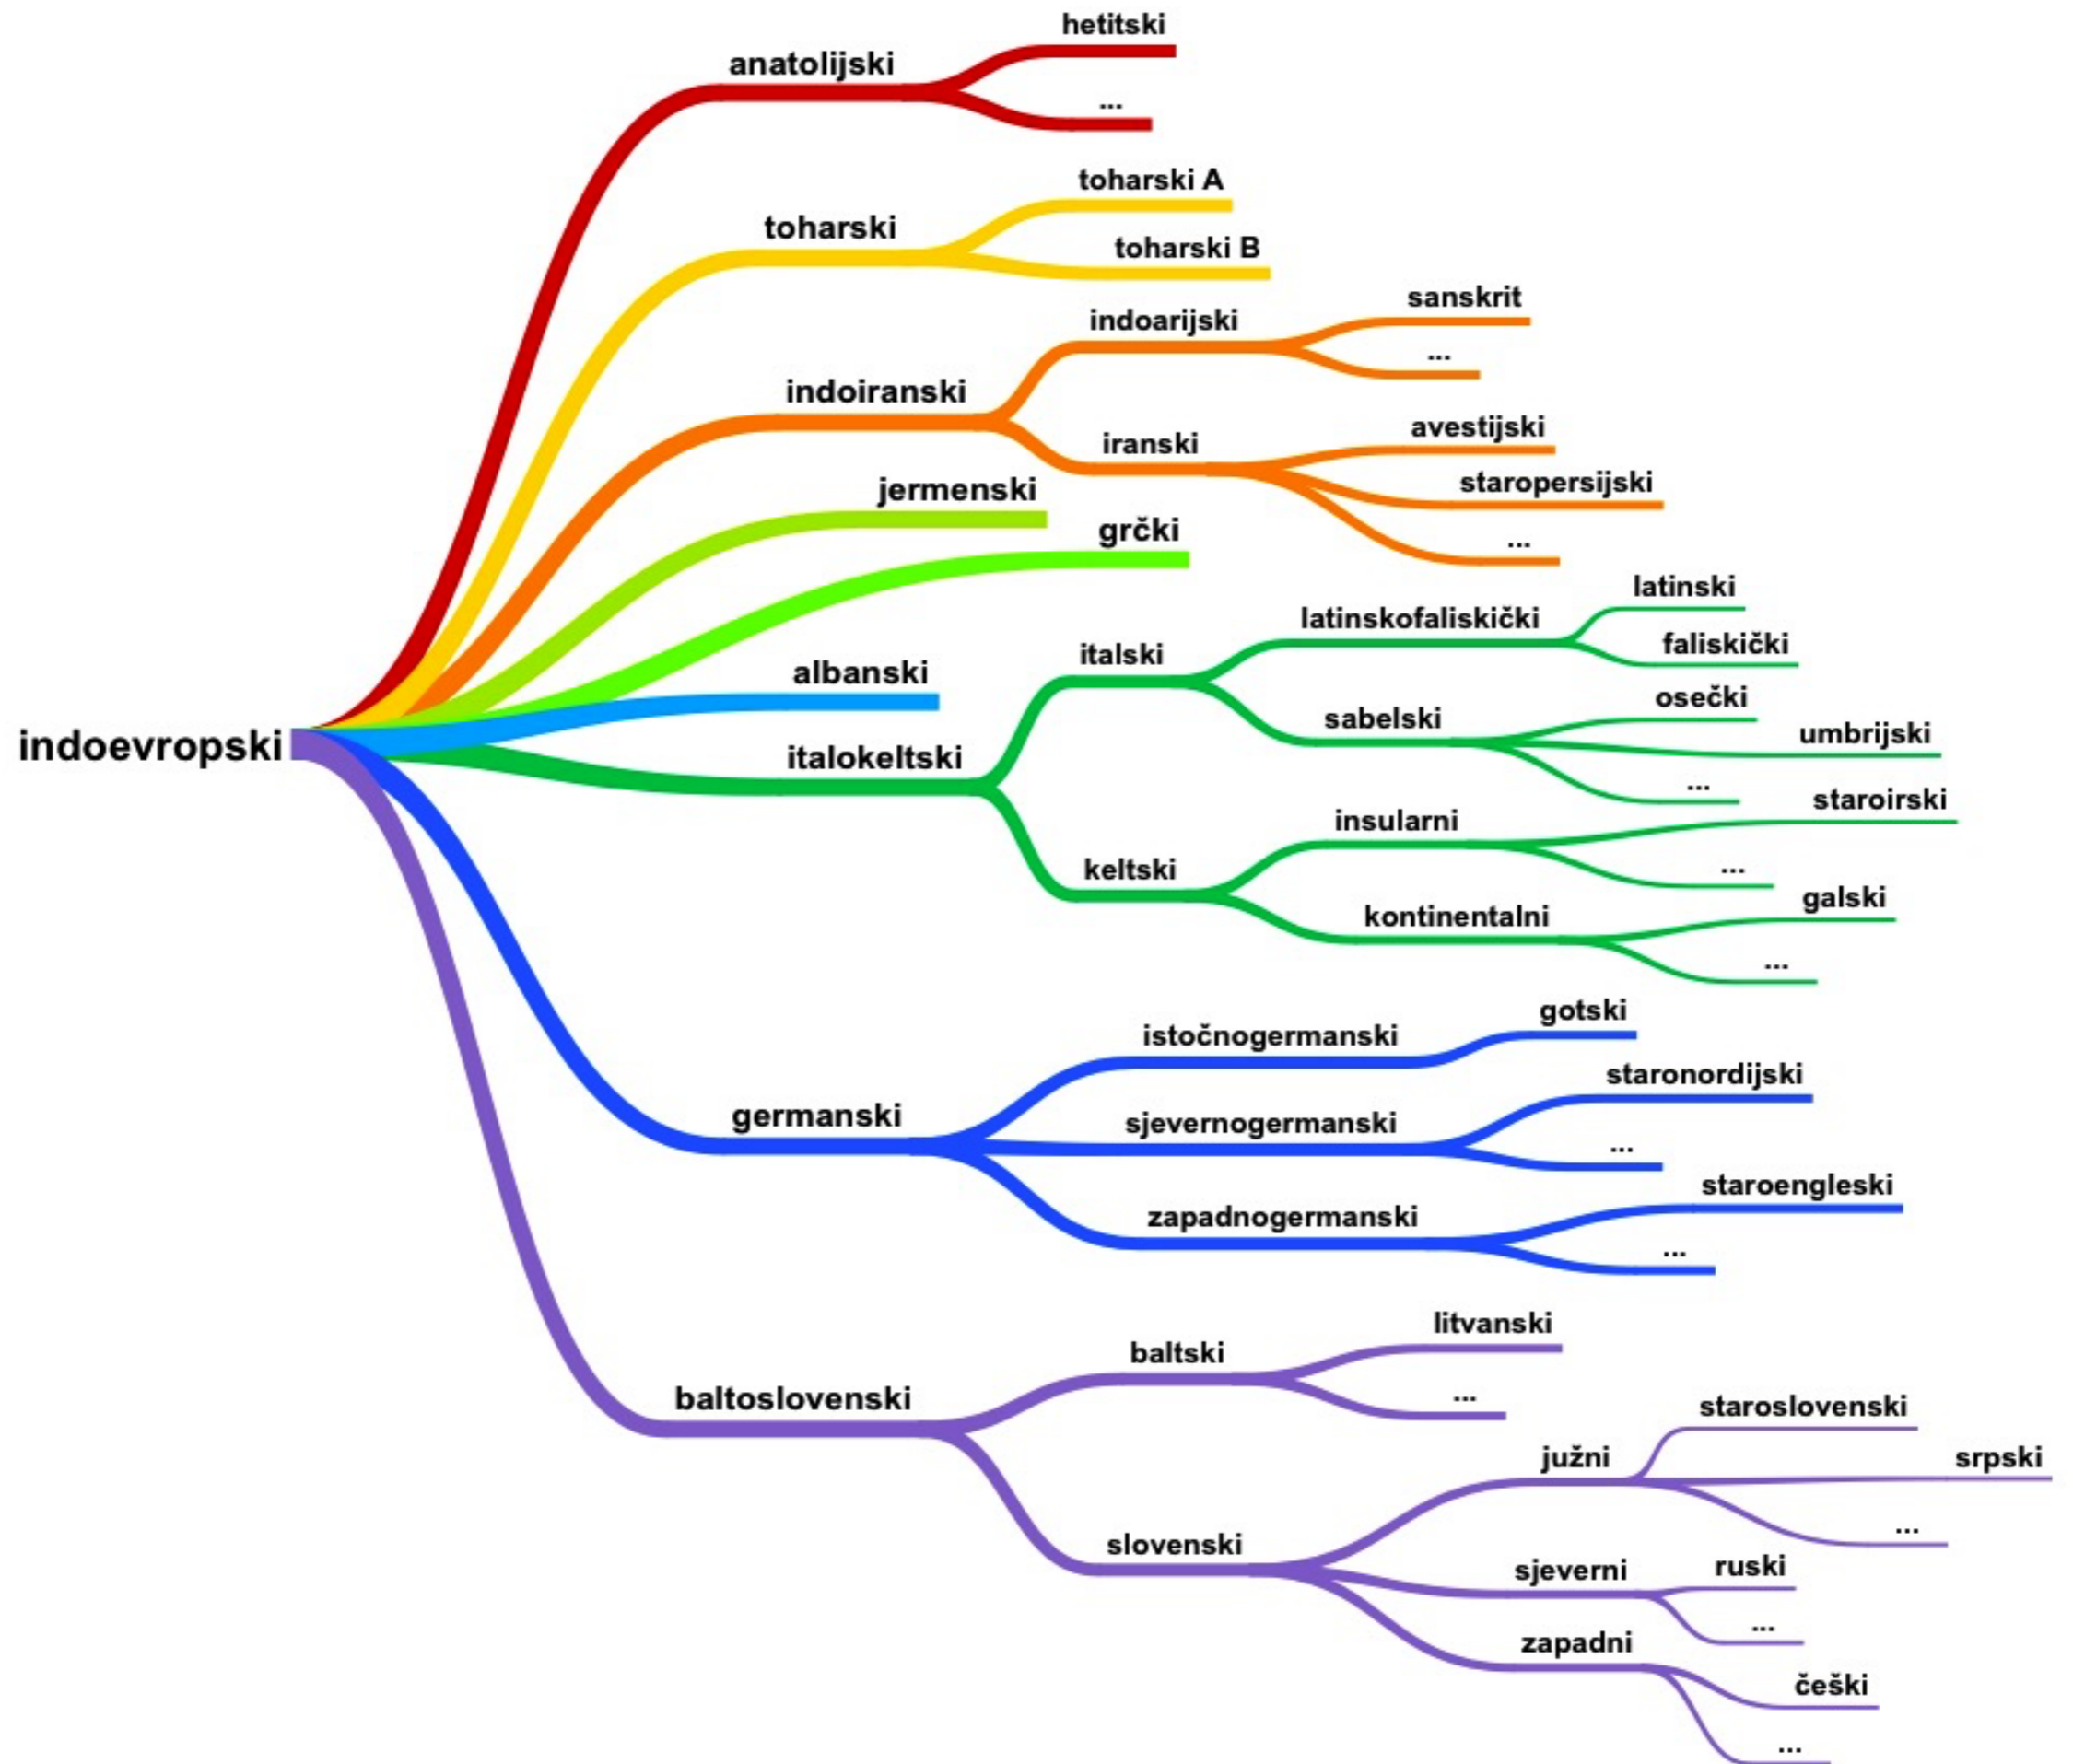 hetitski
anatolijski
...
toharski A
toharski
toharski B
sanskrit
indoarijski
...
indoiranski
avestijski
iranski
staropersijski
jermenski
grčki
...
latinski
latinskofaliskički
faliskički
italski
albanski
osečki
sabelski
umbrijski
indoevropski
italokeltski
...
staroirski
insularni
keltski
...
galski
kontinentalni
...
gotski
istočnogermanski
staronordijski
germanski
sjevernogermanski
...
staroengleski
zapadnogermanski
...
litvanski
baltski
...
baltoslovenski
staroslovenski
južni
srpski
...
slovenski
sjeverni
ruski
...
zapadni
češki
...